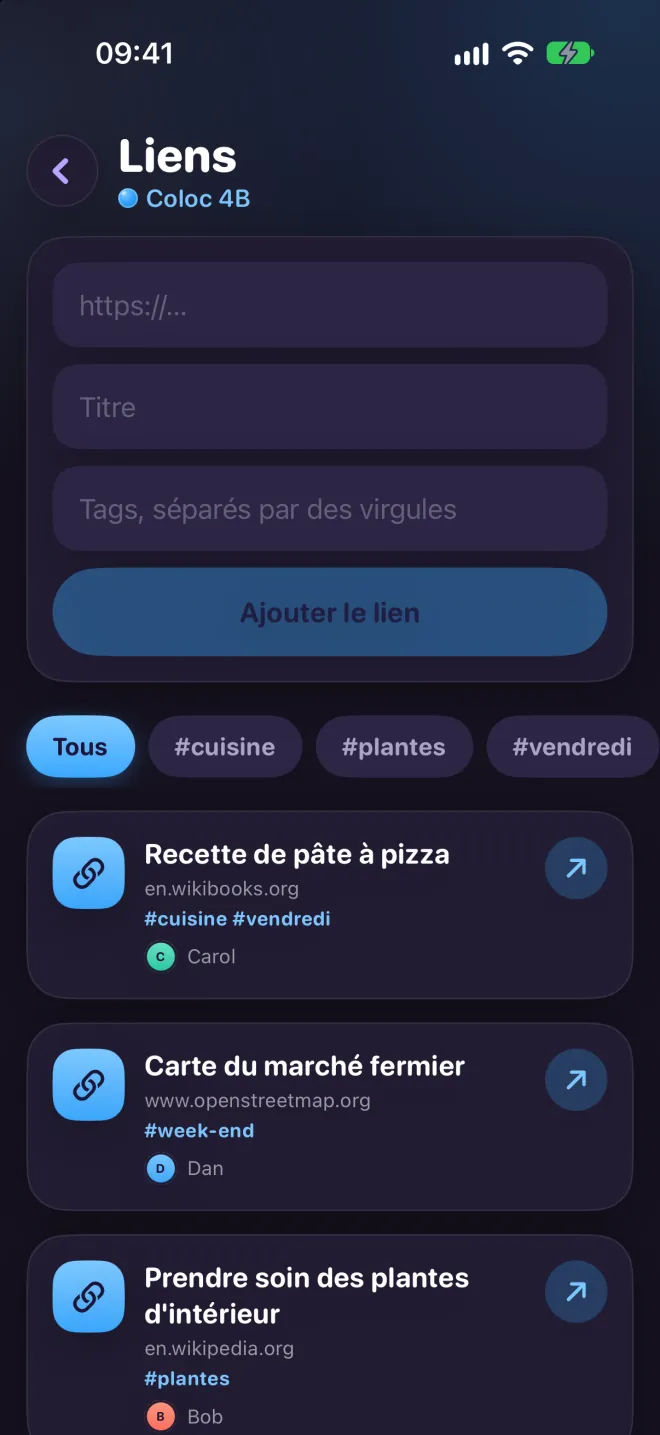 09:41
Liens
Coloc 4B
https://...
Titre
Tags, séparés par des virgules
Ajouter le lien
Tous #cuisine #plantes #vendredi
Recette de pâte à pizza
en.wikibooks.org
#cuisine #vendredi
C Carol
Carte du marché fermier
www.openstreetmap.org
#week-end
D Dan
Prendre soin des plantes
d'intérieur
en.wikipedia.org
#plantes
B Bob